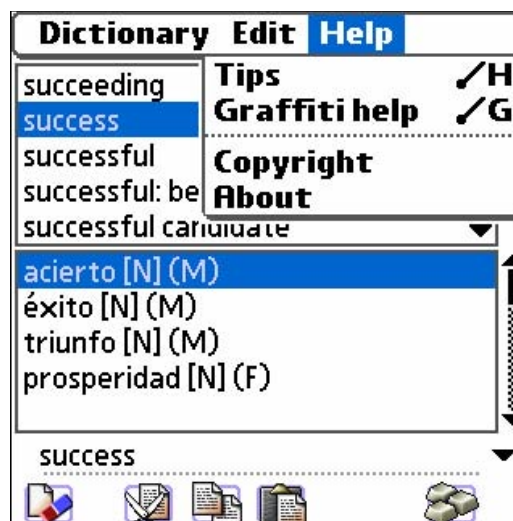 Dictionary Edit Help
Tips /H
Graffiti help /G
Copyright
About
succeeding
success
successful
successful: be
successful candidate
acierto [N] (M)
éxito [N] (M)
triunfo [N] (M)
prosperidad [N] (F)
success